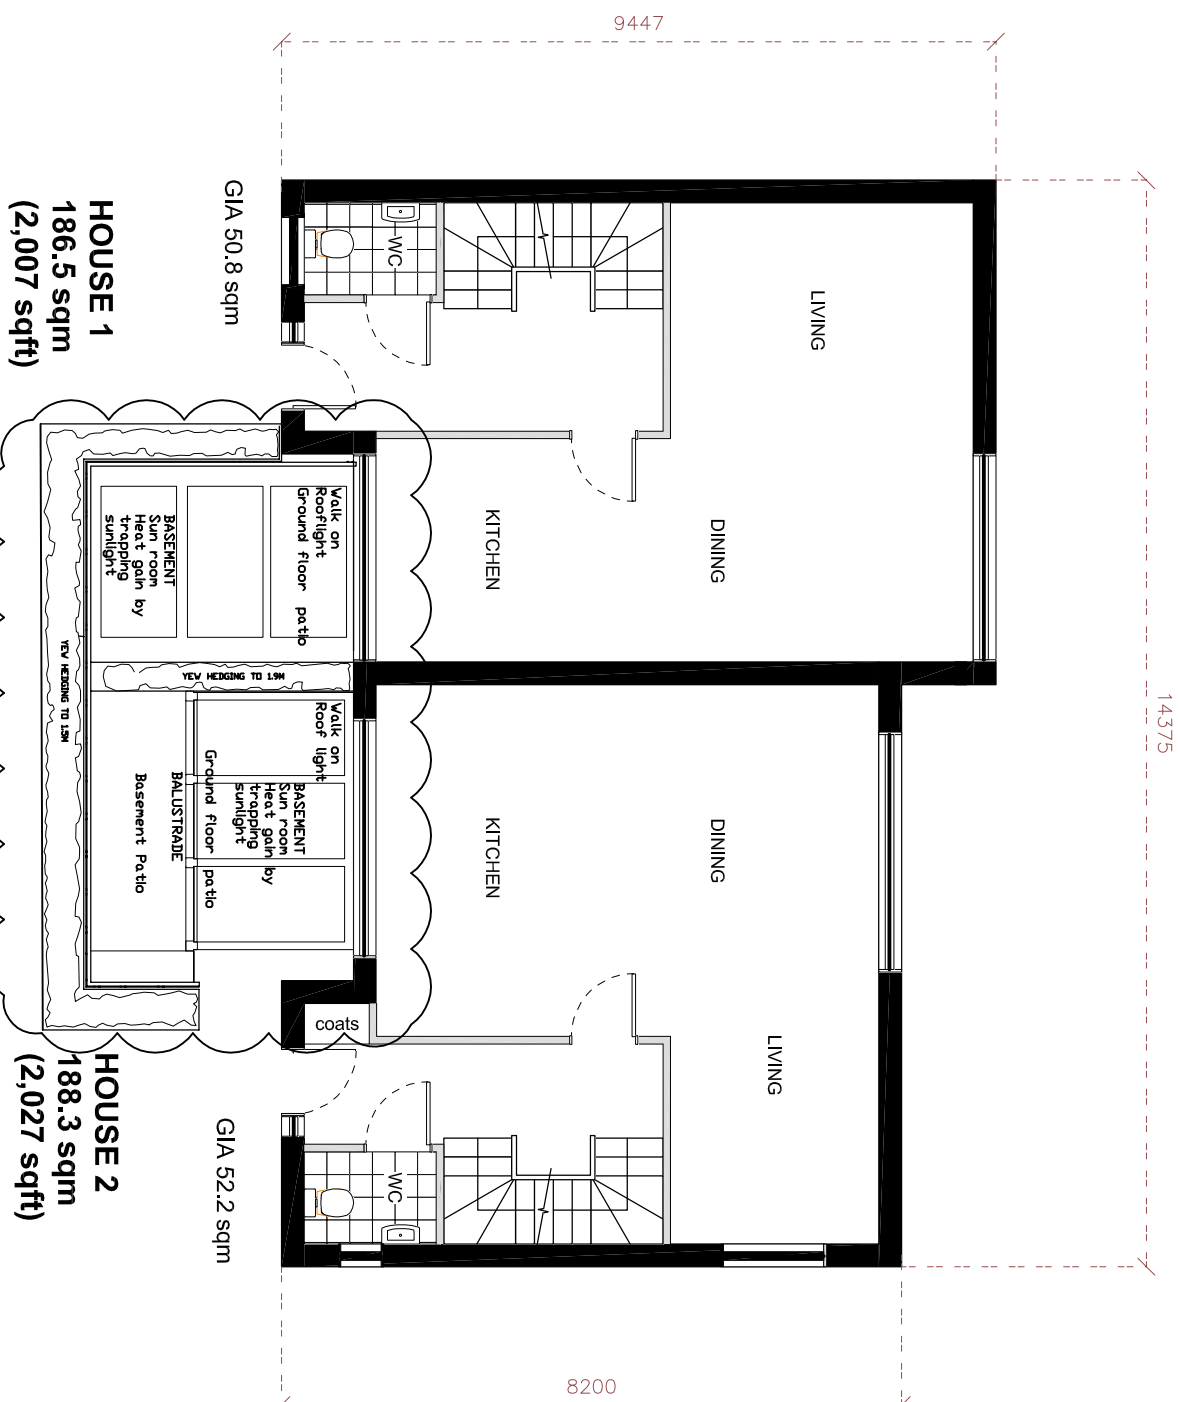 9447
14375
8200
HOUSE 1
186.5 sqm
(2,007 sqft)
GIA 50.8 sqm
WC
LIVING
DINING
KITCHEN
Walk on
Rooflight
Ground floor patio
BASEMENT
Sun room
Heat gain by
trapping
sunlight
YEW HEDGING TO 1.5M
YEW HEDGING TO 1.9M
Walk on
Roof light
BASEMENT
Sun room
Heat gain by
trapping
sunlight
Ground floor patio
BALUSTRADE
Basement Patio
KITCHEN
DINING
LIVING
coats
WC
HOUSE 2
188.3 sqm
(2,027 sqft)
GIA 52.2 sqm